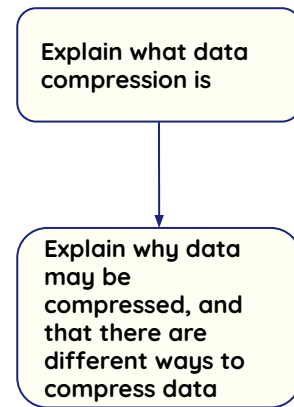 Explain what data
compression is
Explain why data
may be
compressed, and
that there are
different ways to
compress data